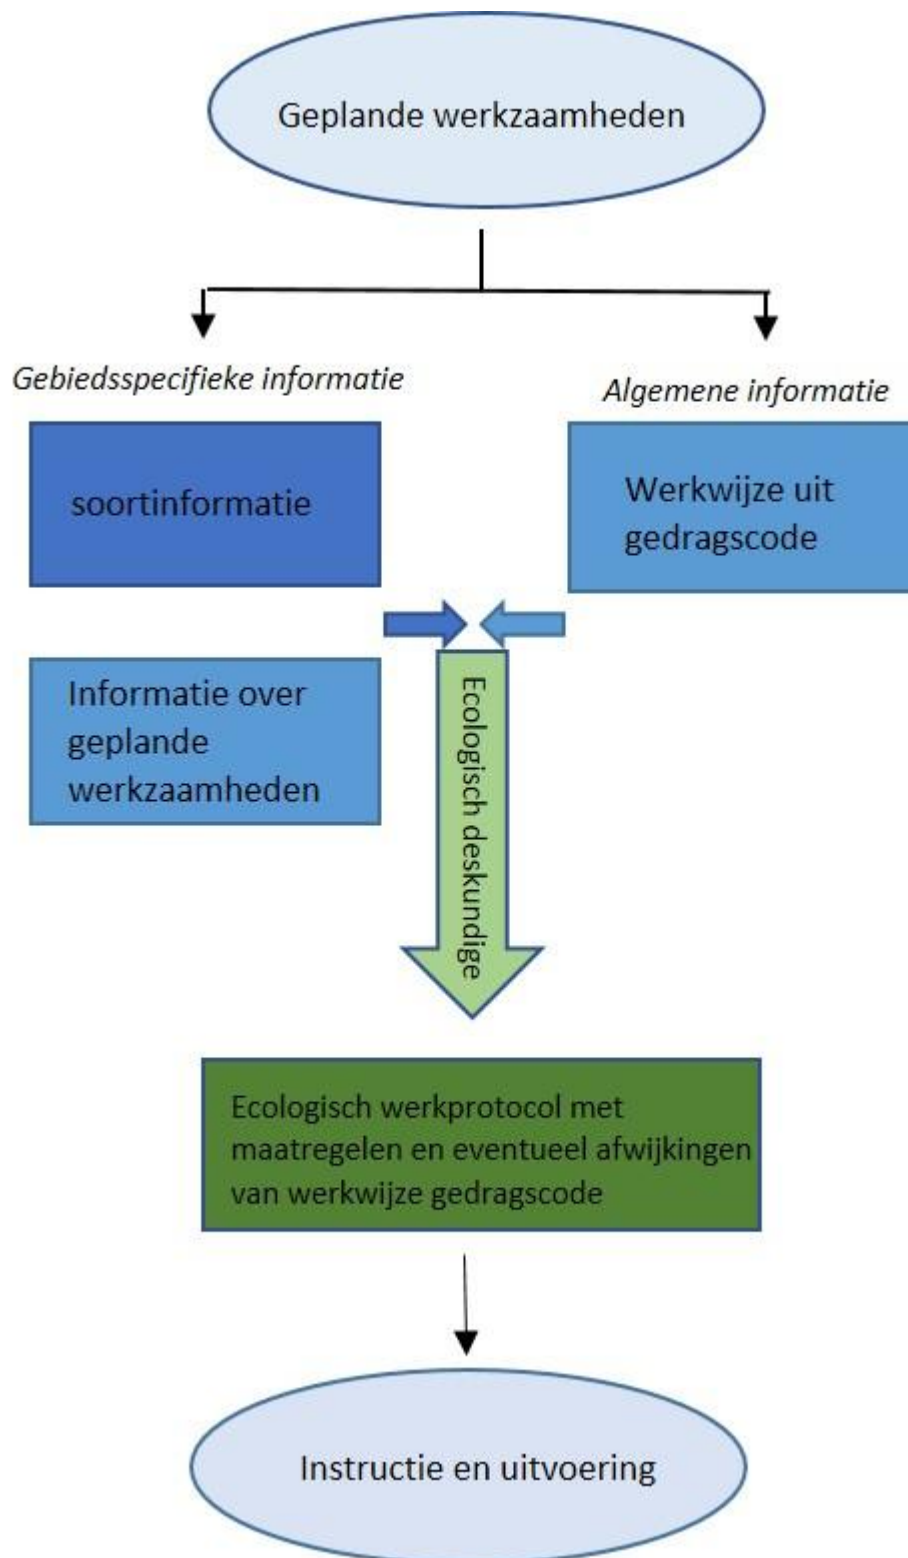 Geplande werkzaamheden
Gebiedsspecifieke informatie
Algemene informatie
soortinformatie
Werkwijze uit
gedragscode
Informatie over
geplande
werkzaamheden
Ecologisch deskundige
Ecologisch werkprotocol met
maatregelen en eventueel afwijkingen
van werkwijze gedragscode
Instructie en uitvoering